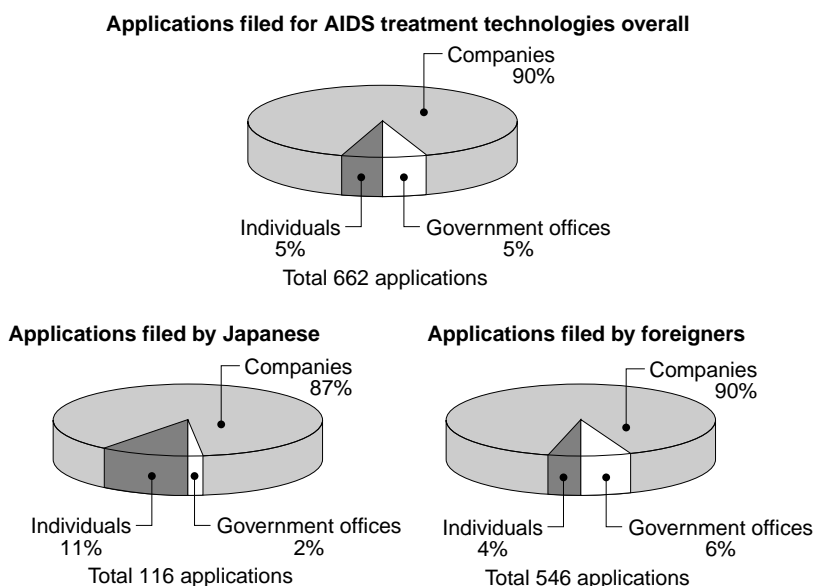 Applications filed for AIDS treatment technologies overall
Companies
90%
Individuals
5%
Government offices
5%
Total 662 applications
Applications filed by Japanese
Companies
87%
Individuals
11%
Government offices
2%
Total 116 applications
Applications filed by foreigners
Companies
90%
Individuals
4%
Government offices
6%
Total 546 applications